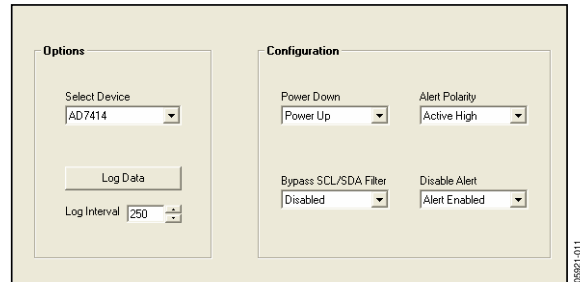 Options
Select Device
AD7414
Log Data
Log Interval 250
Configuration
Power Down
Power Up
Alert Polarity
Active High
Bypass SCL/SDA Filter
Disabled
Disable Alert
Alert Enabled
05921-011